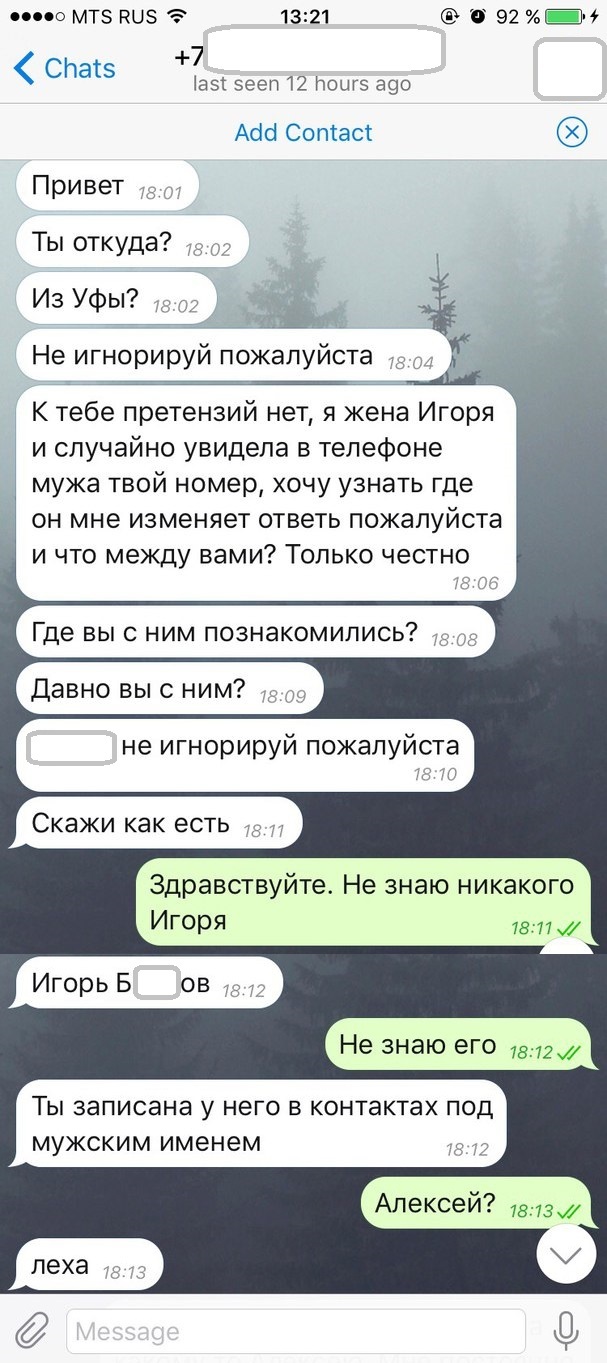 MTS RUS 13:21 92 %
Chats +7
last seen 12 hours ago
Add Contact
Привет 18:01
Ты откуда? 18:02
Из Уфы? 18:02
Не игнорируй пожалуйста 18:04
К тебе претензий нет, я жена Игоря
и случайно увидела в телефоне
мужа твой номер, хочу узнать где
он мне изменяет ответь пожалуйста
и что между вами? Только честно
18:06
Где вы с ним познакомились? 18:08
Давно вы с ним? 18:09
не игнорируй пожалуйста
18:10
Скажи как есть 18:11
Здравствуйте. Не знаю никакого
Игоря 18:11
Игорь Б ов 18:12
Не знаю его 18:12
Ты записана у него в контактах под
мужским именем 18:12
Алексей? 18:13
леха 18:13
Message